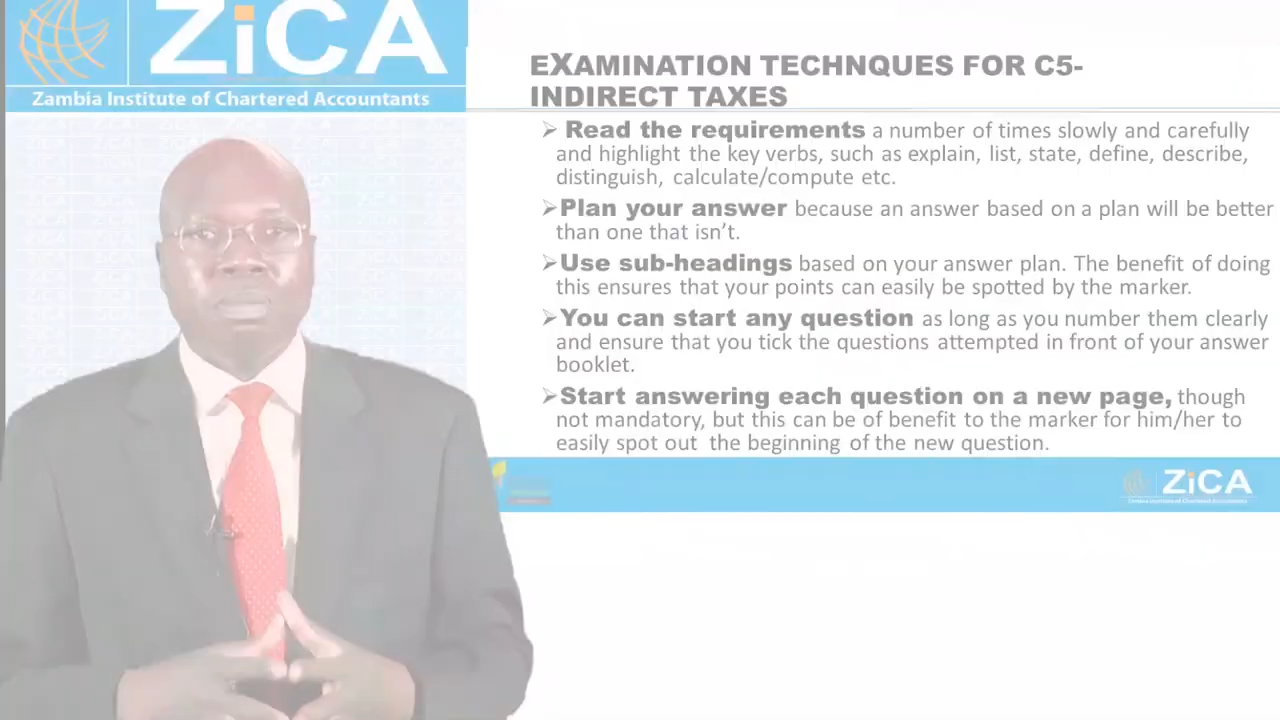 ZiCA
Zambia Institute of Chartered Accountants
EXAMINATION TECHNQUES FOR C5-
INDIRECT TAXES
➢ Read the requirements a number of times slowly and carefully
and highlight the key verbs, such as explain, list, state, define, describe,
distinguish, calculate/compute etc.
➢Plan your answer because an answer based on a plan will be better
than one that isn't.
➢Use sub-headings based on your answer plan. The benefit of doing
this ensures that your points can easily be spotted by the marker.
➢You can start any question as long as you number them clearly
and ensure that you tick the questions attempted in front of your answer
booklet.
➢Start answering each question on a new page, though
not mandatory, but this can be of benefit to the marker for him/her to
easily spot out the beginning of the new question.
ZiCA
Zambia Institute of Chartered Accountants